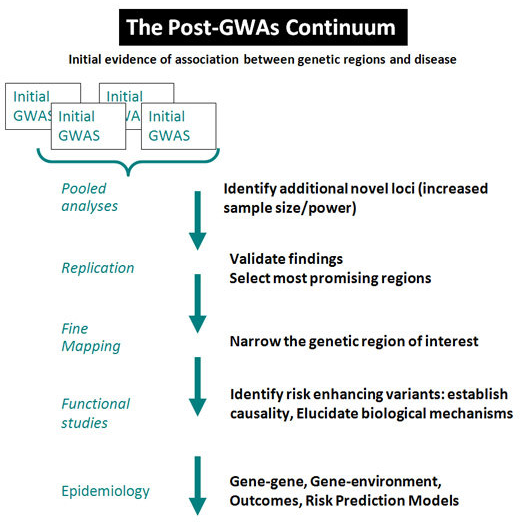 The Post-GWAs Continuum
Initial evidence of association between genetic regions and disease
Initial
GWAS
Initial
GWAS
Initial
GWAS
Initial
GWAS
Pooled
analyses
Identify additional novel loci (increased
sample size/power)
Replication
Validate findings
Select most promising regions
Fine
Mapping
Narrow the genetic region of interest
Functional
studies
Identify risk enhancing variants: establish
causality, Elucidate biological mechanisms
Epidemiology
Gene-gene, Gene-environment,
Outcomes, Risk Prediction Models